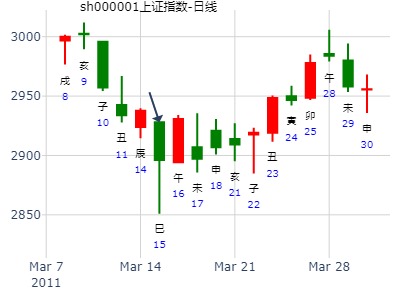 sh000001上证指数-日线
3000
2950
2900
2850
戌
8
亥
9
子
10
丑
11
辰
14
巳
15
午
16
未
17
申
18
亥
21
子
22
丑
23
寅
24
卯
25
午
28
未
29
申
30
Mar 7
2011
Mar 14
Mar 21
Mar 28